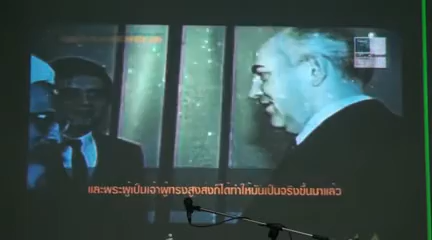 และพระผู้เป็นเจ้าผู้ทรงสูงส่งก็ได้ทำให้มันเป็นจริงขึ้นมาแล้ว